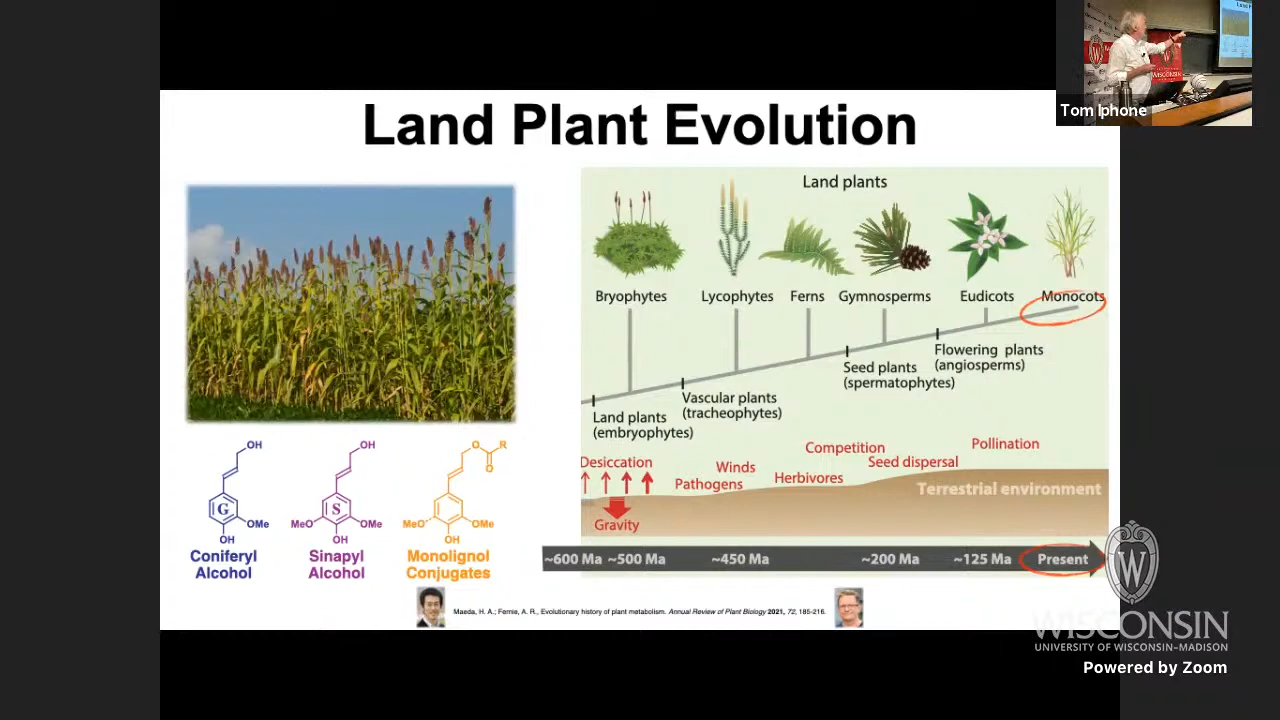 Land Plant Evolution
Tom Iphone
WISCONSIN
Land plants
Bryophytes
Lycophytes
Ferns
Gymnosperms
Eudicots
Monocots
Flowering plants
(angiosperms)
Seed plants
(spermatophytes)
Vascular plants
(tracheophytes)
Land plants
(embryophytes)
Desiccation
Gravity
Pathogens
Winds
Herbivores
Competition
Seed dispersal
Pollination
Terrestrial environment
~600 Ma
~500 Ma
~450 Ma
~200 Ma
~125 Ma
Present
OH
G
OMe
OH
Coniferyl
Alcohol
OH
S
MeO
OMe
OH
Sinapyl
Alcohol
O
R
O
MeO
OMe
OH
Monolignol
Conjugates
Maeda, H. A.; Fernie, A. R., Evolutionary history of plant metabolism. Annual Review of Plant Biology 2021, 72, 185-216.
W
WISCONSIN
UNIVERSITY OF WISCONSIN–MADISON
Powered by Zoom